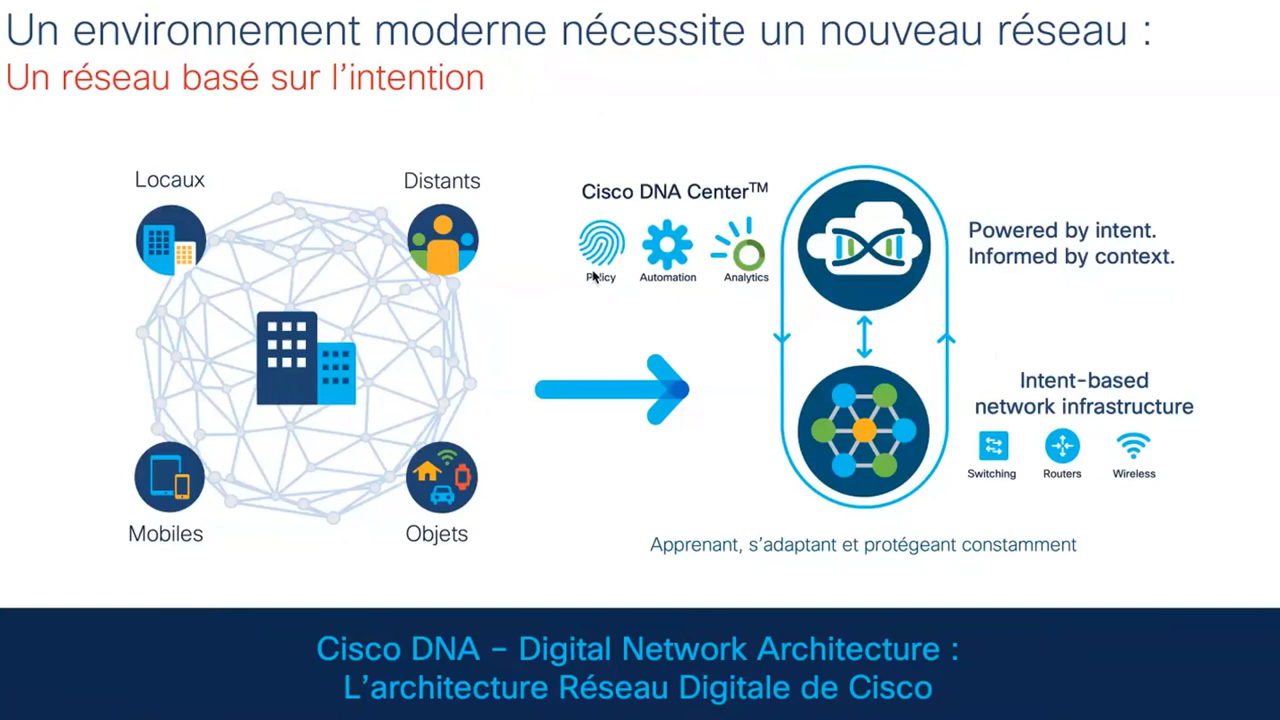 Un environnement moderne nécessite un nouveau réseau :
Un réseau basé sur l'intention
Locaux
Distants
Mobiles
Objets
Cisco DNA Center™
Policy
Automation
Analytics
Powered by intent.
Informed by context.
Intent-based
network infrastructure
Switching
Routers
Wireless
Apprenant, s'adaptant et protégeant constamment
Cisco DNA – Digital Network Architecture :
L'architecture Réseau Digitale de Cisco